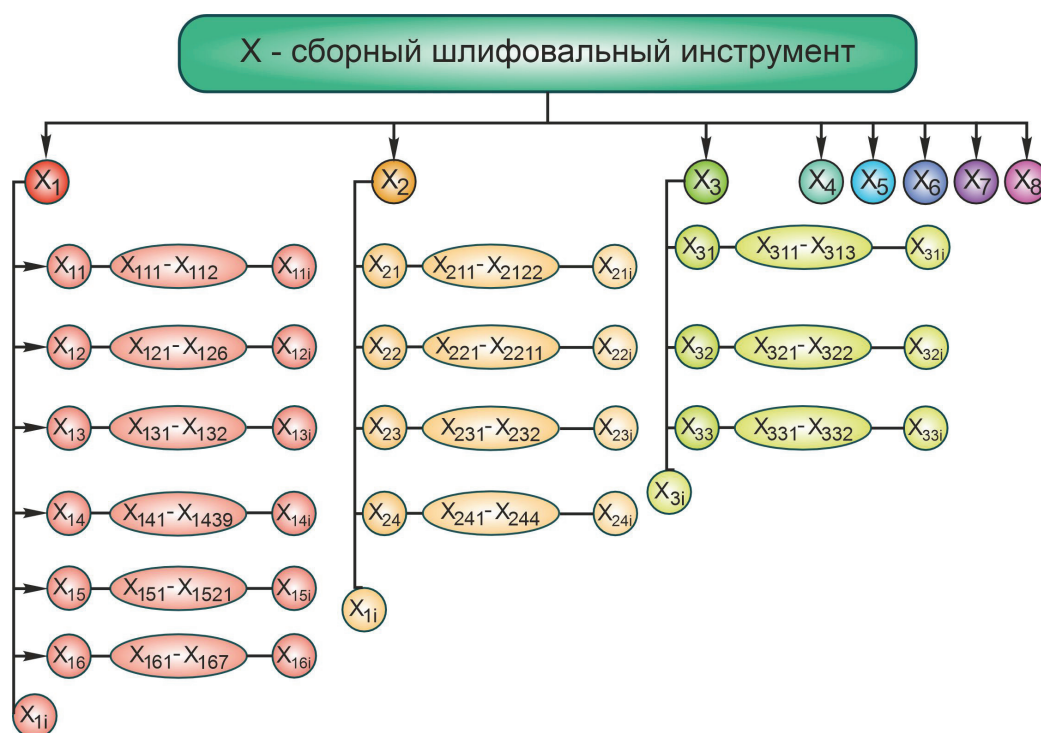 X - сборный шлифовальный инструмент
X1 X2 X3 X4 X5 X6 X7 X8
X11 X111-X112 X11i X21 X211-X2122 X21i X31 X311-X313 X31i
X12 X121-X126 X12i X22 X221-X2211 X22i X32 X321-X322 X32i
X13 X131-X132 X13i X23 X231-X232 X23i X33 X331-X332 X33i
X3i
X14 X141-X1439 X14i X24 X241-X244 X24i
X15 X151-X1521 X15i
X1i
X16 X161-X167 X16i
X1i